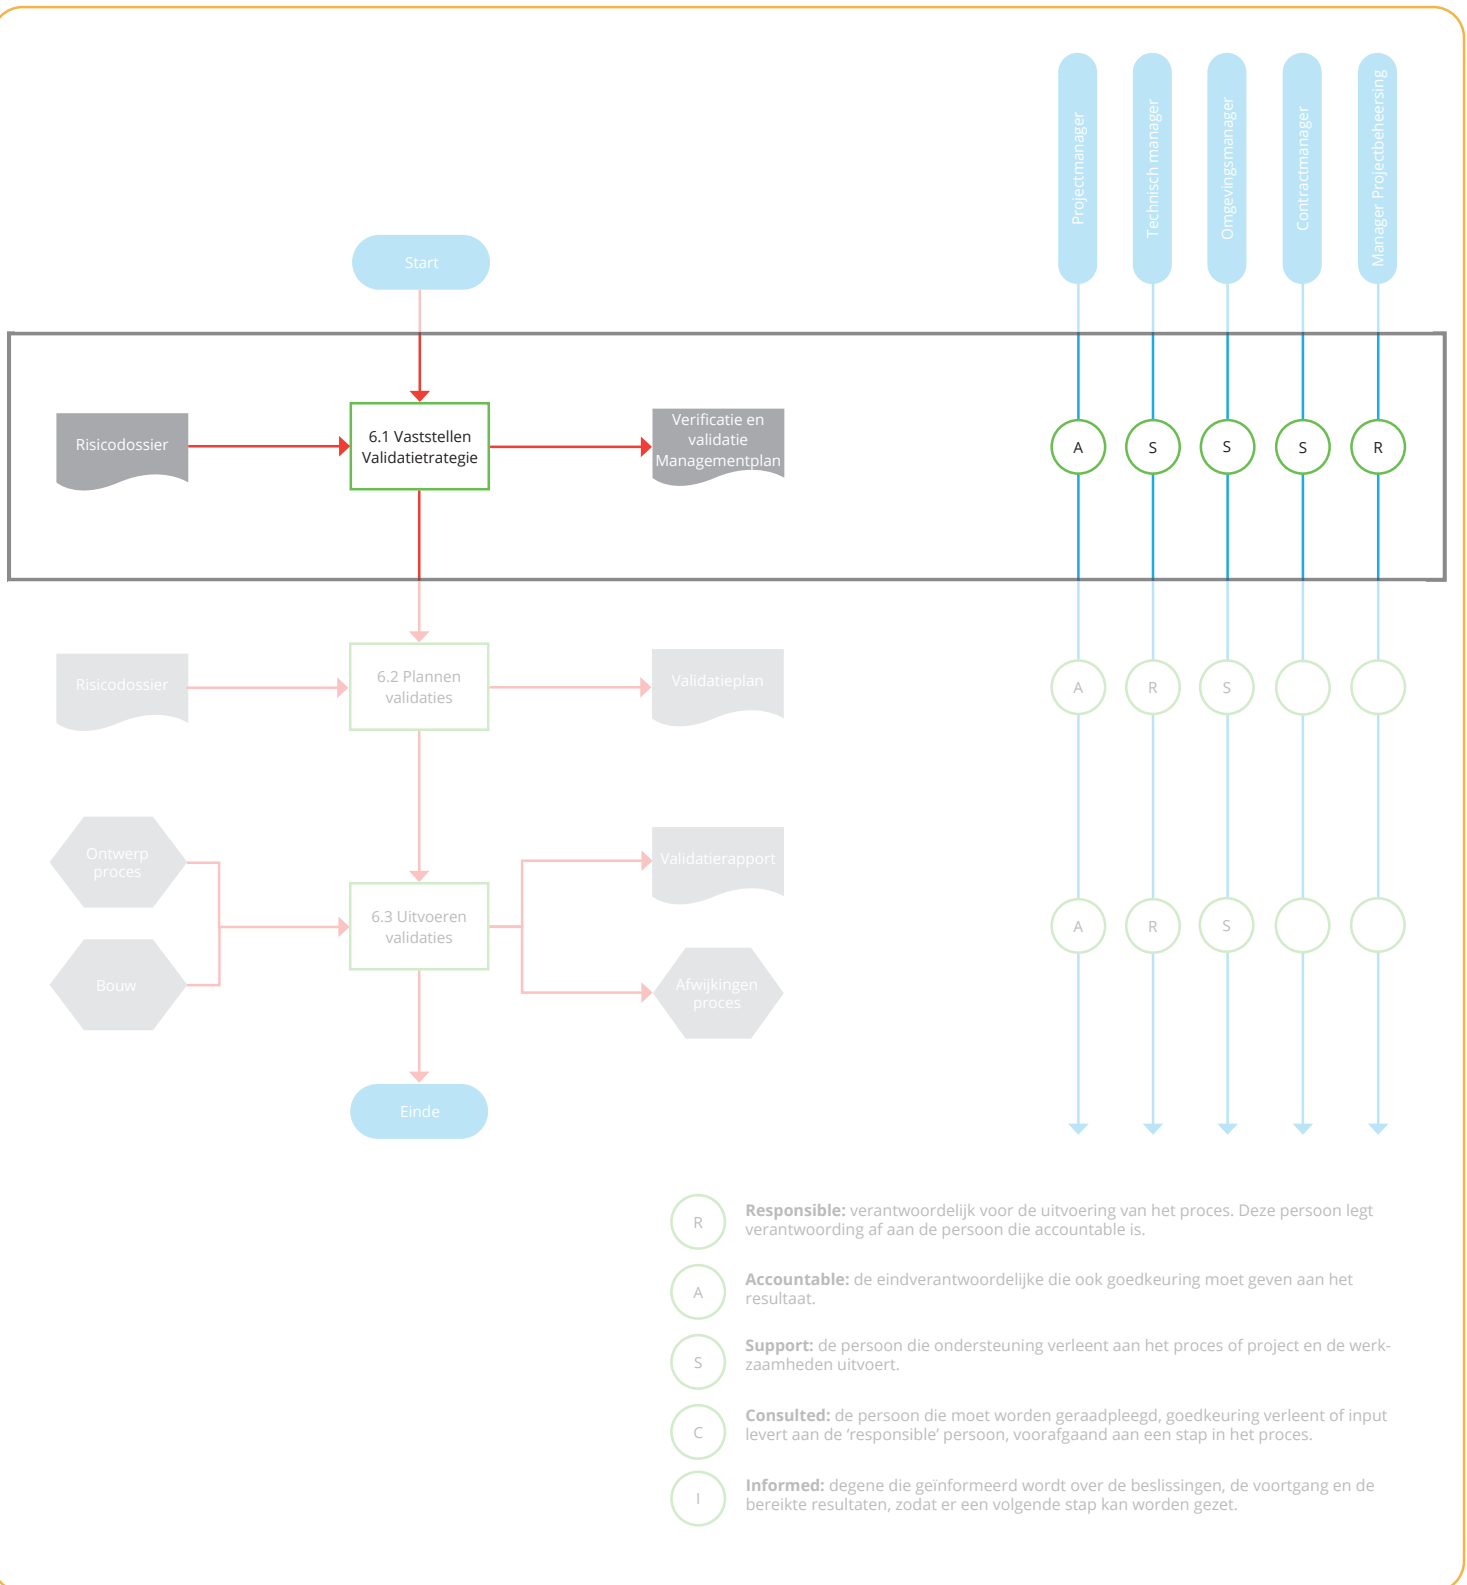 Projectmanager
Technisch manager
Omgevingsmanager
Contractmanager
Manager Projectbeheersing
Start
Risicodossier
6.1 Vaststellen
Validatietrategie
Verificatie en
validatie
Managementplan
A
S
S
S
R
Risicodossier
6.2 Plannen
validaties
Validatieplan
A
R
S
Ontwerp
proces
Bouw
6.3 Uitvoeren
validaties
Validatierapport
Afwijkingen
proces
A
R
S
Einde
R
Responsible: verantwoordelijk voor de uitvoering van het proces. Deze persoon legt
verantwoording af aan de persoon die accountable is.
A
Accountable: de eindverantwoordelijke die ook goedkeuring moet geven aan het
resultaat.
S
Support: de persoon die ondersteuning verleent aan het proces of project en de werk-
zaamheden uitvoert.
C
Consulted: de persoon die moet worden geraadpleegd, goedkeuring verleent of input
levert aan de ‘responsible’ persoon, voorafgaand aan een stap in het proces.
I
Informed: degene die geïnformeerd wordt over de beslissingen, de voortgang en de
bereikte resultaten, zodat er een volgende stap kan worden gezet.